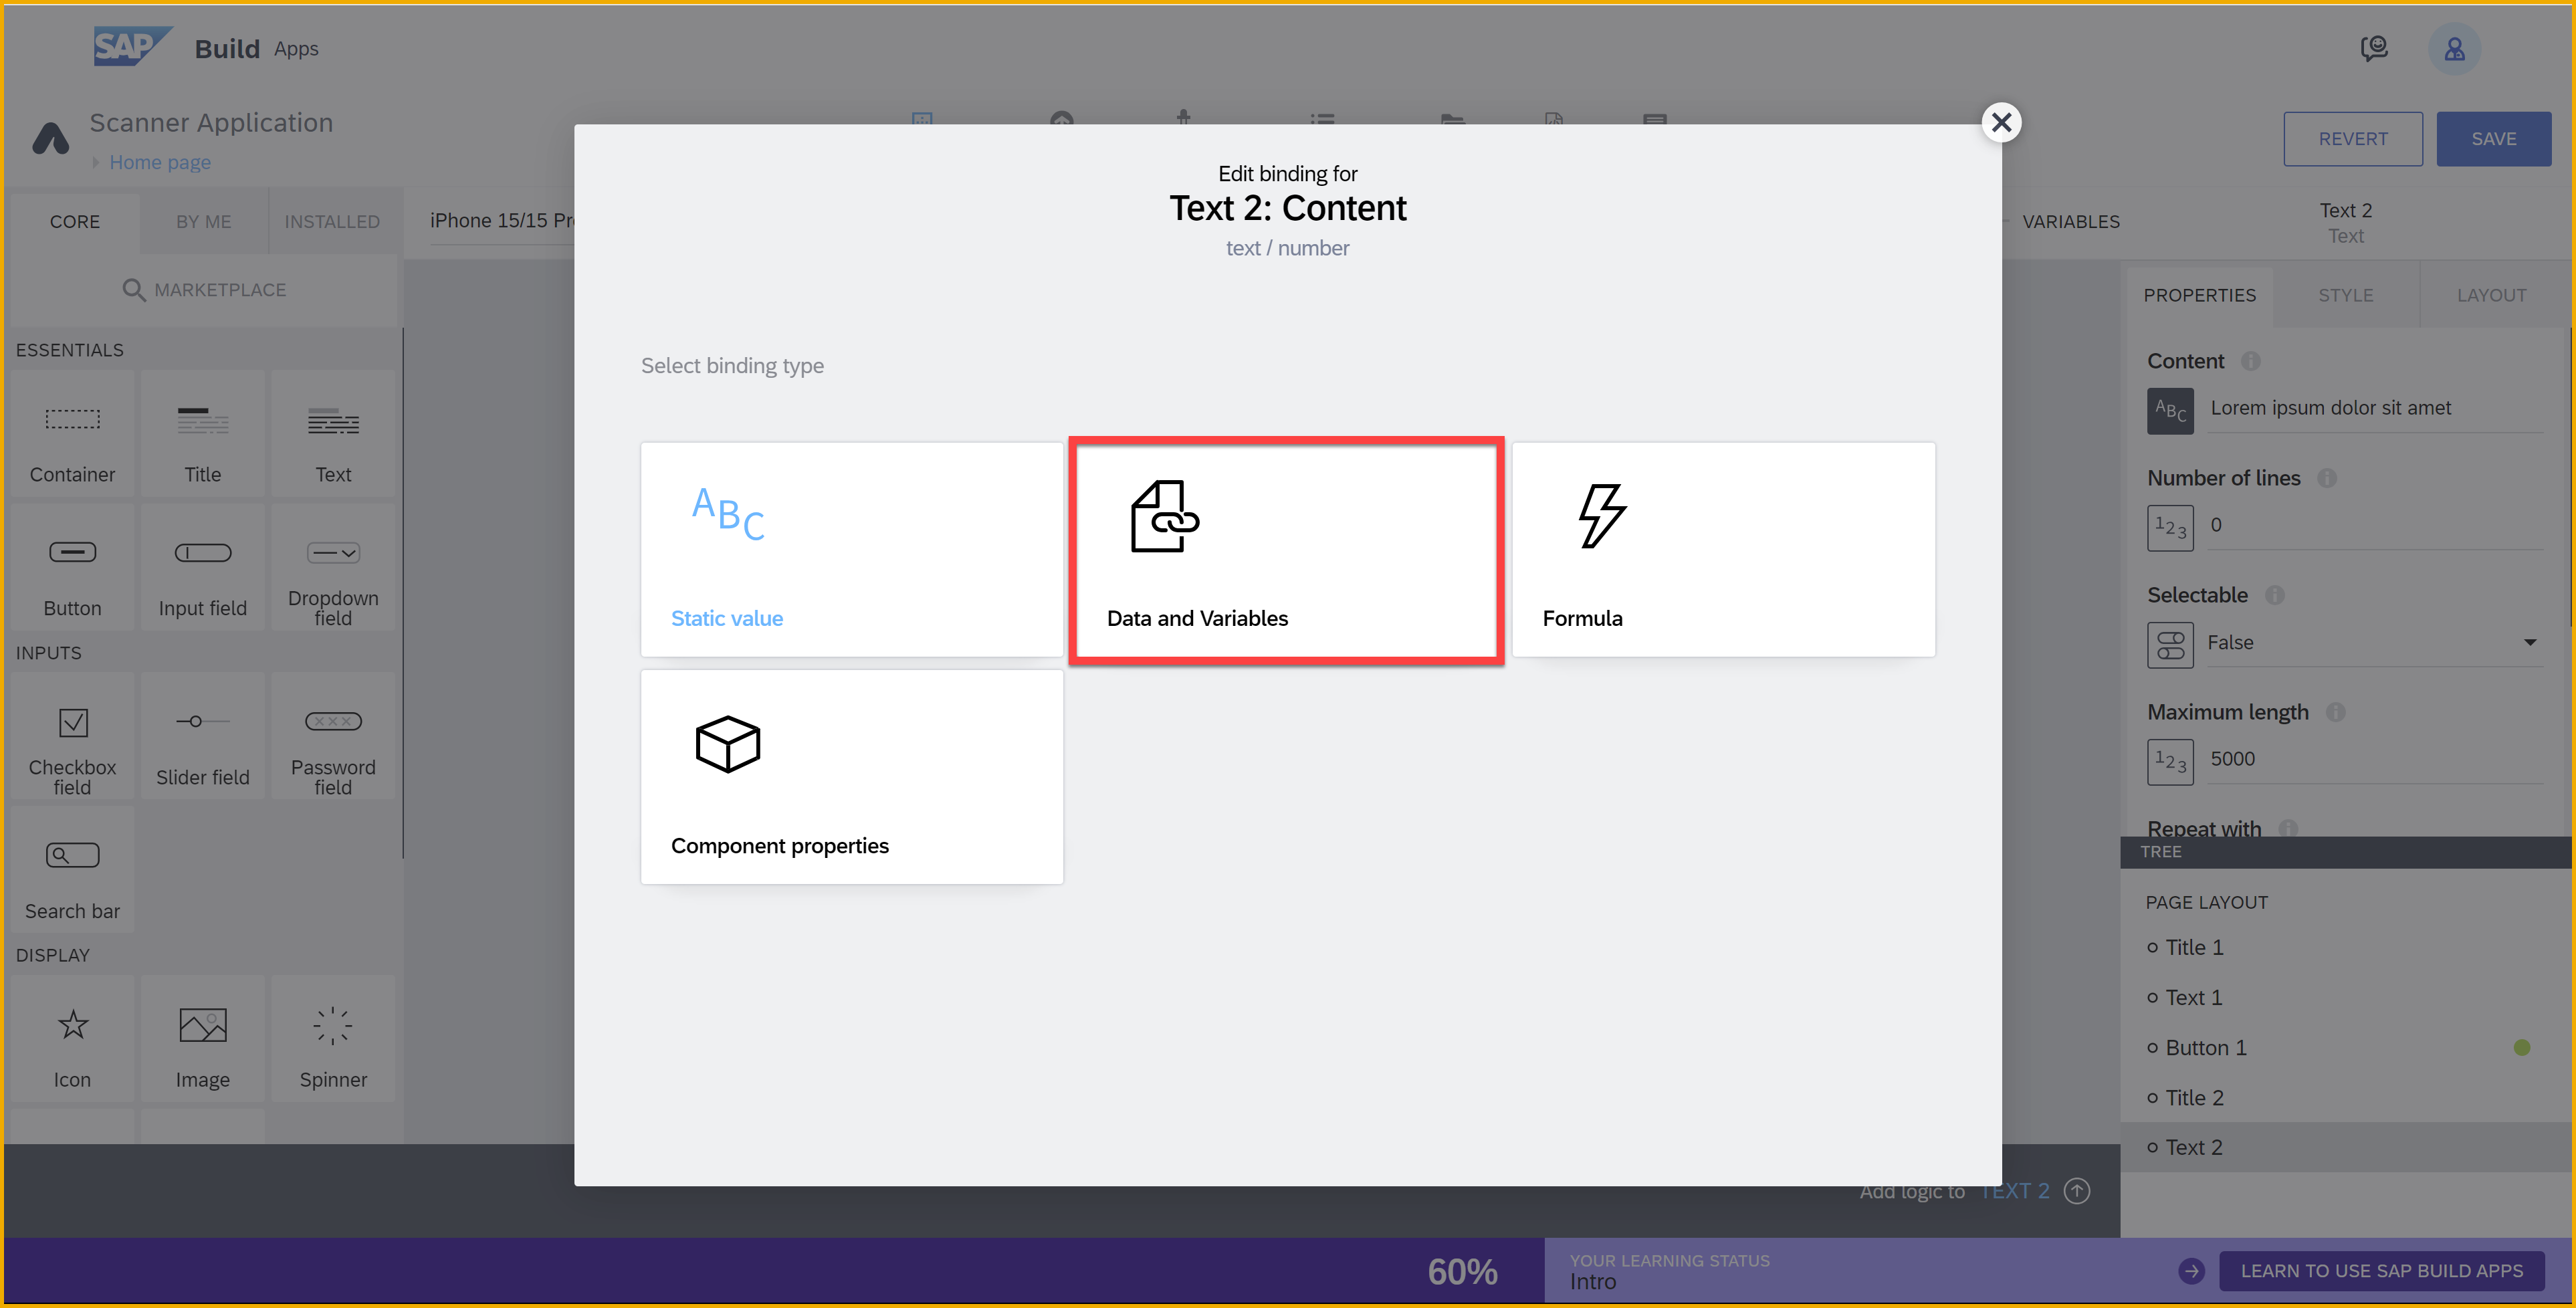 SAP Build Apps
Scanner Application
Home page
REVERT
SAVE
CORE
BY ME
INSTALLED
iPhone 15/15 Pr
VARIABLES
Text 2
Text
MARKETPLACE
ESSENTIALS
Container
Title
Text
Button
Input field
Dropdown
field
INPUTS
Checkbox
field
Slider field
Password
field
Search bar
DISPLAY
Icon
Image
Spinner
Edit binding for
Text 2: Content
text / number
Select binding type
ABC
Static value
Data and Variables
Formula
Component properties
PROPERTIES
STYLE
LAYOUT
Content
ABC
Lorem ipsum dolor sit amet
Number of lines
123
0
Selectable
False
Maximum length
123
5000
Repeat with
TREE
PAGE LAYOUT
Title 1
Text 1
Button 1
Title 2
Text 2
Add logic to TEXT 2
60%
YOUR LEARNING STATUS
Intro
LEARN TO USE SAP BUILD APPS